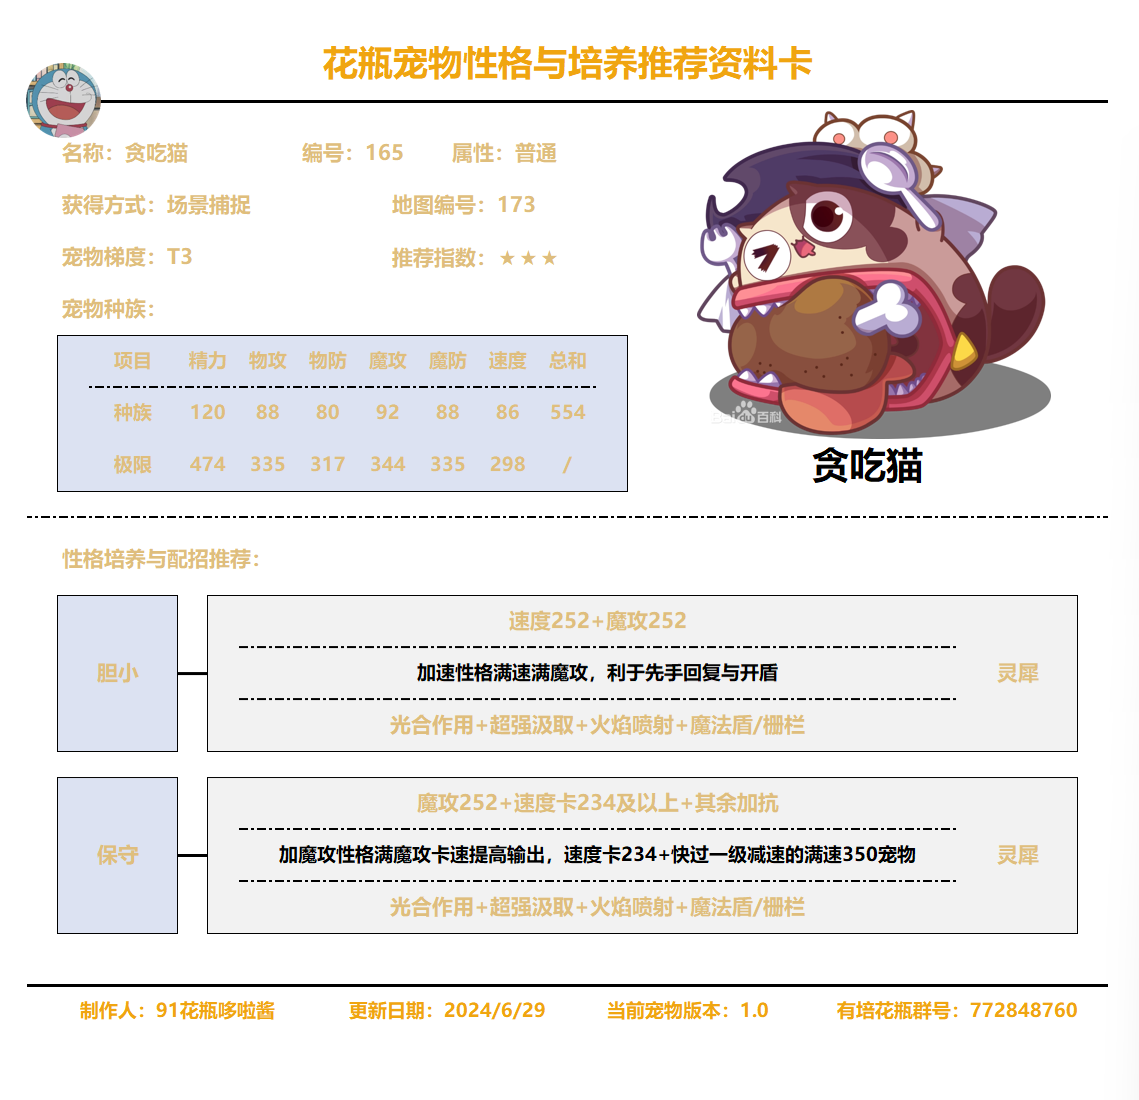 花瓶宠物性格与培养推荐资料卡
名称：贪吃猫 编号：165 属性：普通
获得方式：场景捕捉 地图编号：173
宠物梯度：T3 推荐指数：★★★
宠物种族：
项目 精力 物攻 物防 魔攻 魔防 速度 总和
种族 120 88 80 92 88 86 554
极限 474 335 317 344 335 298 /
Bai du 百科
贪吃猫
性格培养与配招推荐：
胆小
速度252+魔攻252
加速性格满速满魔攻，利于先手回复与开盾
光合作用+超强汲取+火焰喷射+魔法盾/栅栏
灵犀
保守
魔攻252+速度卡234及以上+其余加抗
加魔攻性格满魔攻卡速提高输出，速度卡234+快过一级减速的满速350宠物
光合作用+超强汲取+火焰喷射+魔法盾/栅栏
灵犀
制作人：91花瓶哆啦酱 更新日期：2024/6/29 当前宠物版本：1.0 有培花瓶群号：772848760